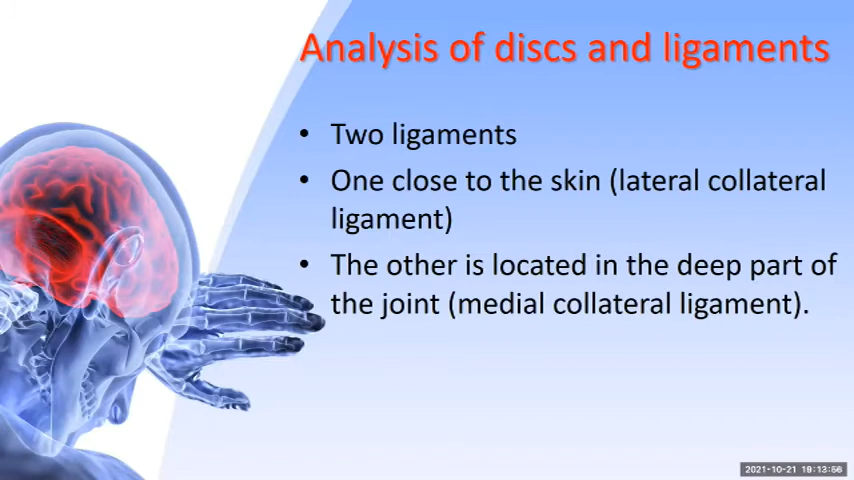 Analysis of discs and ligaments
• Two ligaments
• One close to the skin (lateral collateral
ligament)
• The other is located in the deep part of
the joint (medial collateral ligament).
2021-10-21 19:13:56